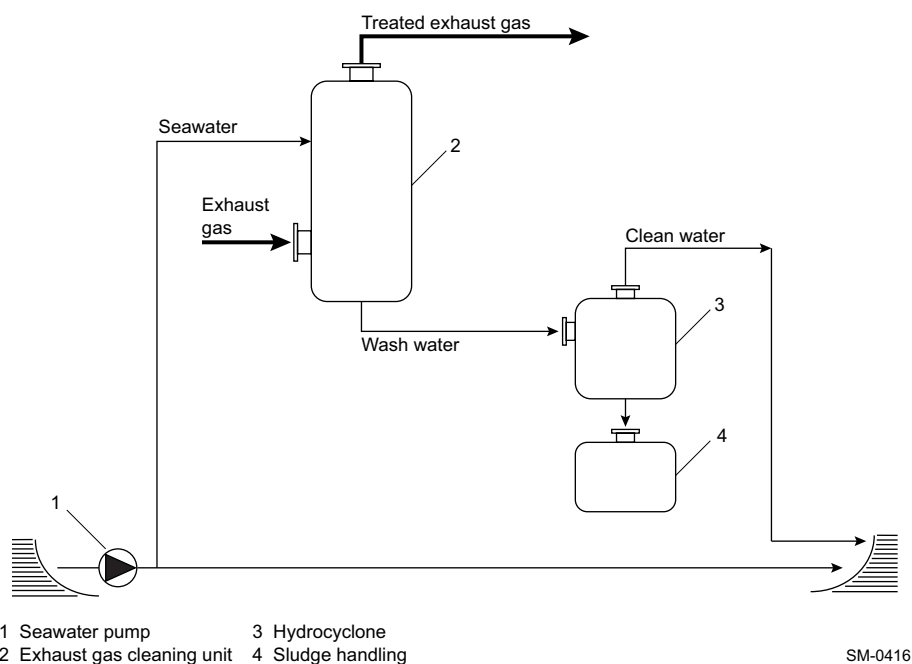 Treated exhaust gas
Seawater
2
Exhaust
gas
Clean water
3
Wash water
4
1
1 Seawater pump 3 Hydrocyclone
2 Exhaust gas cleaning unit 4 Sludge handling
SM-0416